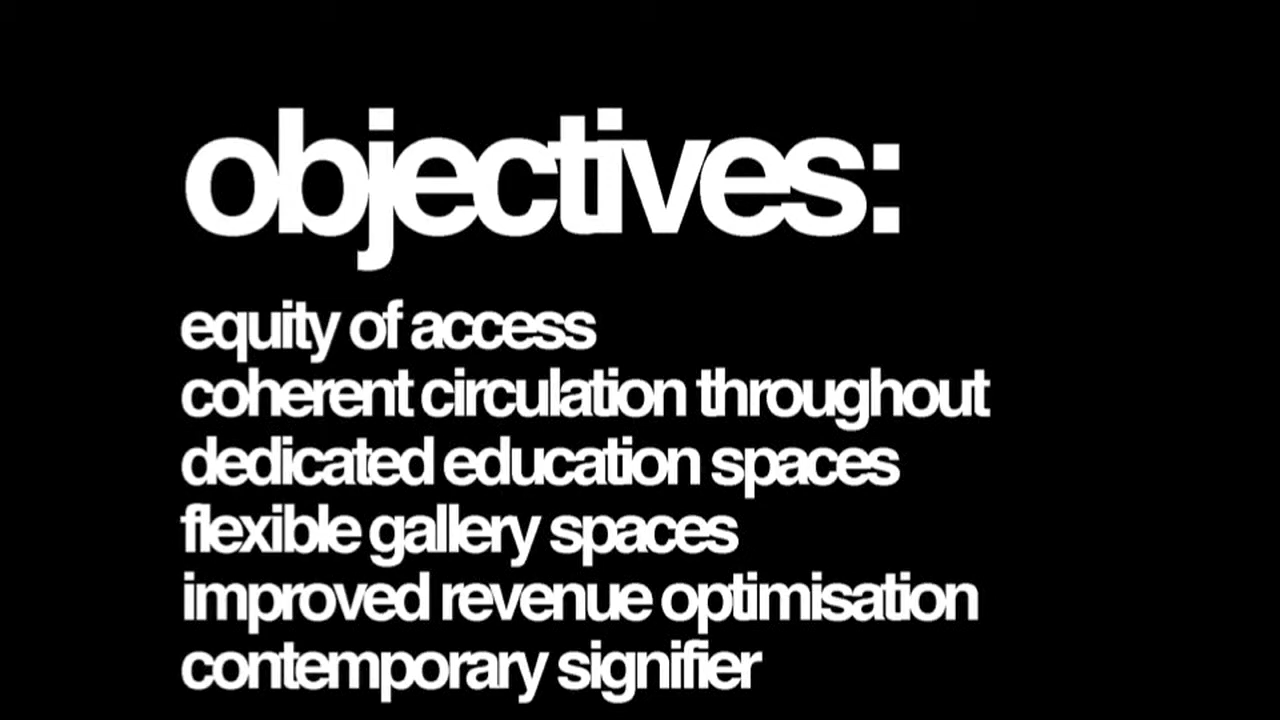 objectives:
equity of access
coherent circulation throughout
dedicated education spaces
flexible gallery spaces
improved revenue optimisation
contemporary signifier